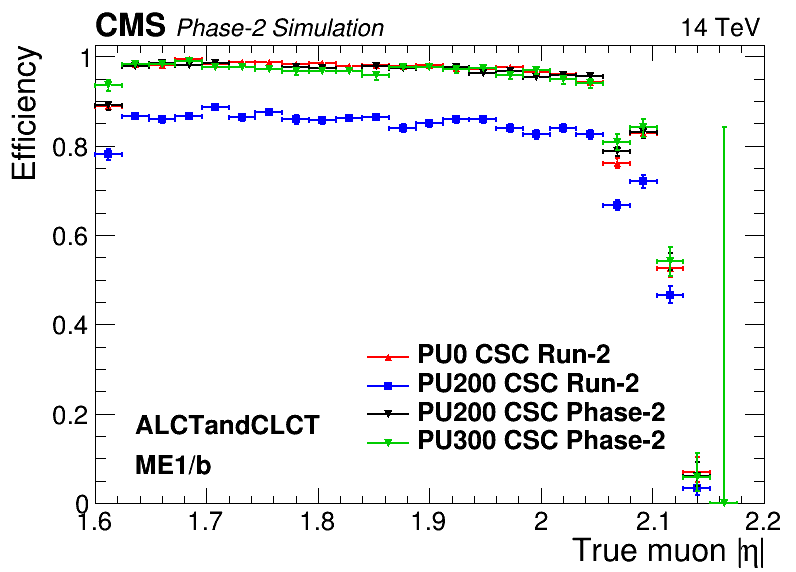 CMS Phase-2 Simulation 14 TeV
Efficiency
1
0.8
0.6
0.4
0.2
0
PU0 CSC Run-2
PU200 CSC Run-2
PU200 CSC Phase-2
PU300 CSC Phase-2
ALCTandCLCT
ME1/b
1.6 1.7 1.8 1.9 2 2.1 2.2
True muon |η|